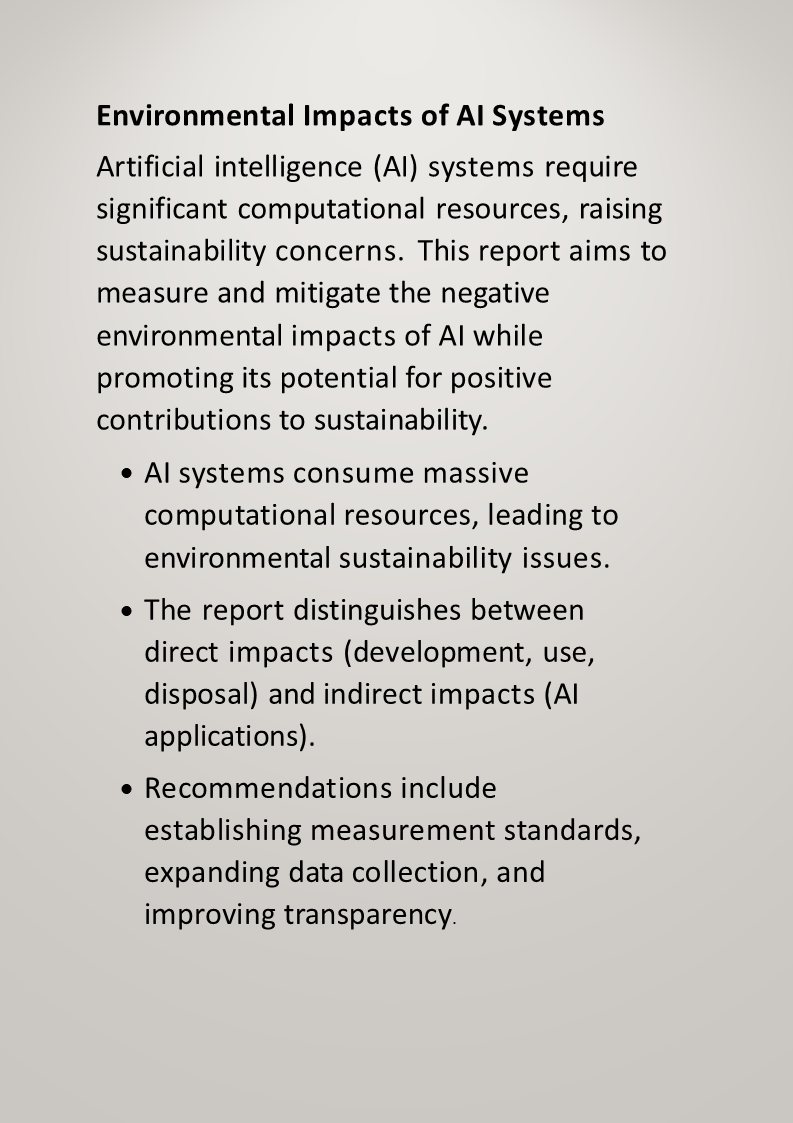 Environmental Impacts of AI Systems
Artificial intelligence (AI) systems require
significant computational resources, raising
sustainability concerns. This report aims to
measure and mitigate the negative
environmental impacts of AI while
promoting its potential for positive
contributions to sustainability.
• AI systems consume massive
computational resources, leading to
environmental sustainability issues.
• The report distinguishes between
direct impacts (development, use,
disposal) and indirect impacts (AI
applications).
• Recommendations include
establishing measurement standards,
expanding data collection, and
improving transparency.